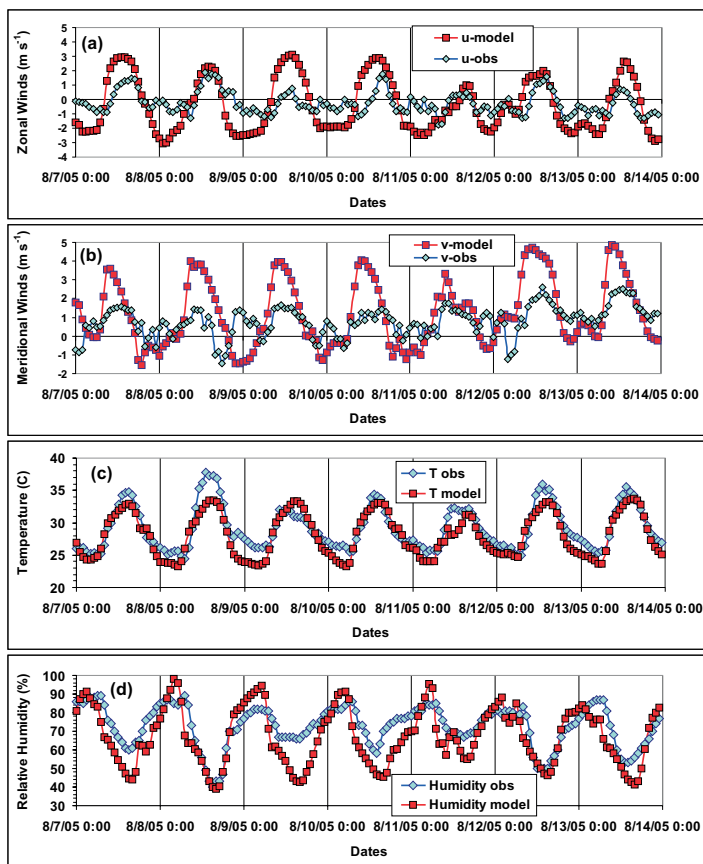 (a)
u-model
u-obs
Zonal Winds (m s⁻¹)
5
4
3
2
1
0
-1
-2
-3
-4
8/7/05 0:00 8/8/05 0:00 8/9/05 0:00 8/10/05 0:00 8/11/05 0:00 8/12/05 0:00 8/13/05 0:00 8/14/05 0:00
Dates
(b)
v-model
v-obs
Meridional Winds (m s⁻¹)
5
4
3
2
1
0
-1
-2
8/7/05 0:00 8/8/05 0:00 8/9/05 0:00 8/10/05 0:00 8/11/05 0:00 8/12/05 0:00 8/13/05 0:00 8/14/05 0:00
Dates
(c)
T obs
T model
Temperature (C)
40
35
30
25
20
8/7/05 0:00 8/8/05 0:00 8/9/05 0:00 8/10/05 0:00 8/11/05 0:00 8/12/05 0:00 8/13/05 0:00 8/14/05 0:00
Dates
(d)
Relative Humidity (%)
100
90
80
70
60
50
40
30
Humidity obs
Humidity model
8/7/05 0:00 8/8/05 0:00 8/9/05 0:00 8/10/05 0:00 8/11/05 0:00 8/12/05 0:00 8/13/05 0:00 8/14/05 0:00
Dates